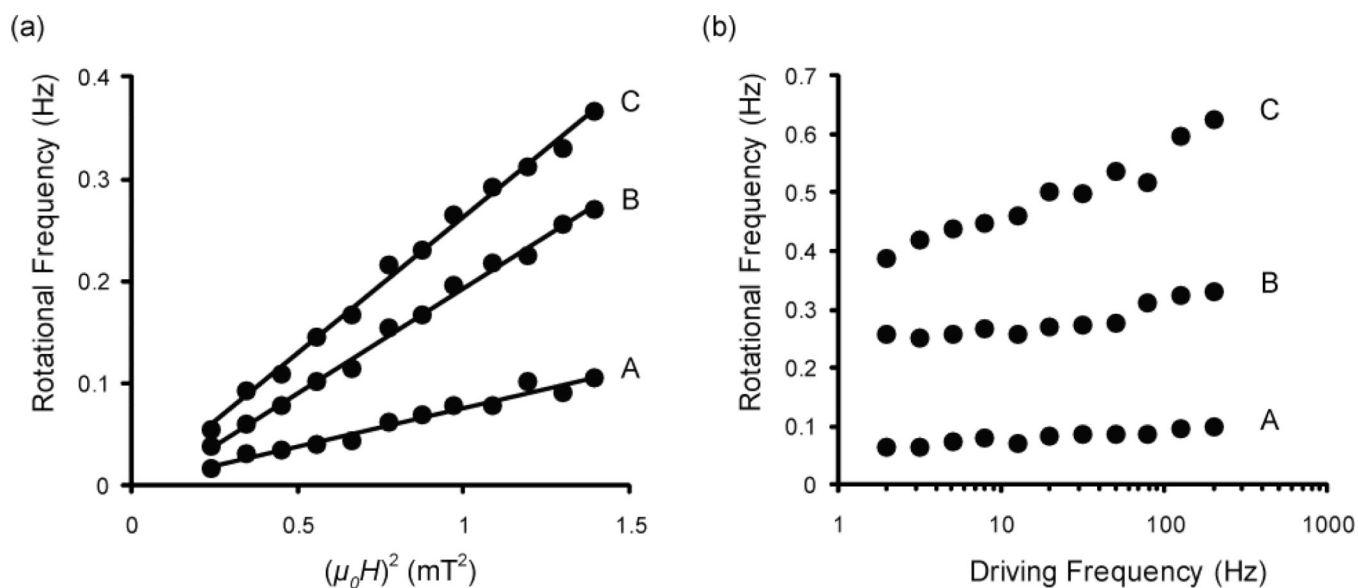 (a)
Rotational Frequency (Hz)
0.4
0.3
0.2
0.1
0
0
0.5
1
1.5
(μ₀H)² (mT²)
C
B
A
(b)
Rotational Frequency (Hz)
0.7
0.6
0.5
0.4
0.3
0.2
0.1
0
1
10
100
1000
Driving Frequency (Hz)
C
B
A